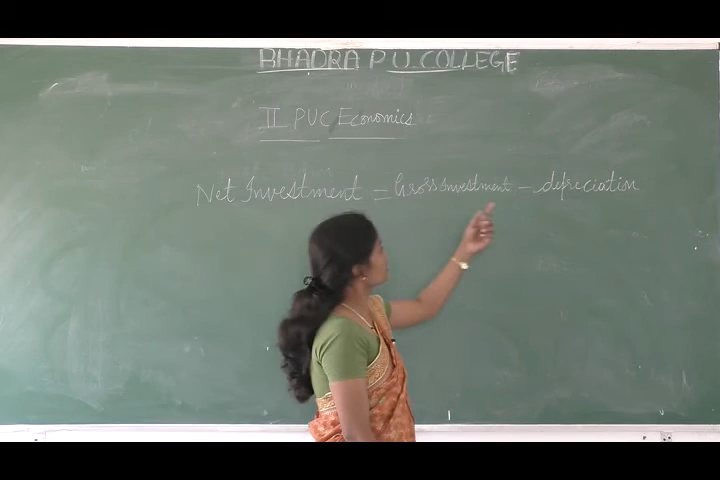 BHADRA P U COLLEGE
II PUC Economics
Net Investment = Gross Investment - depreciation